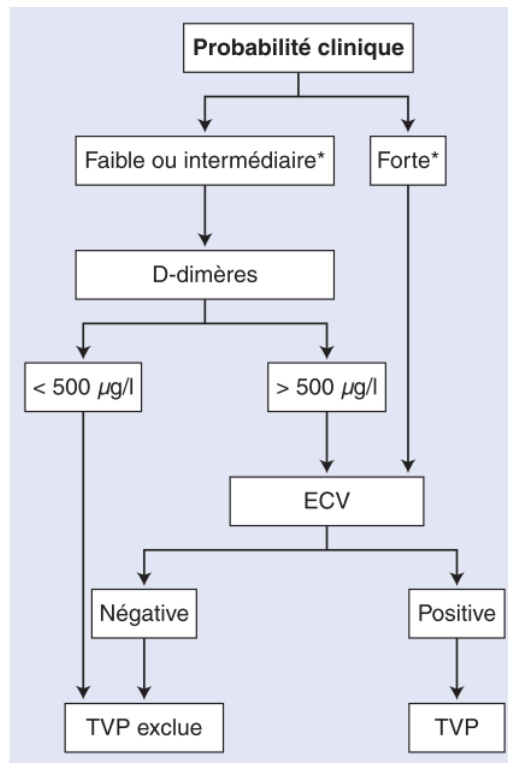 Probabilité clinique
Faible ou intermédiaire*
Forte*
D-dimères
< 500 µg/l
> 500 µg/l
ECV
Négative
Positive
TVP exclue
TVP